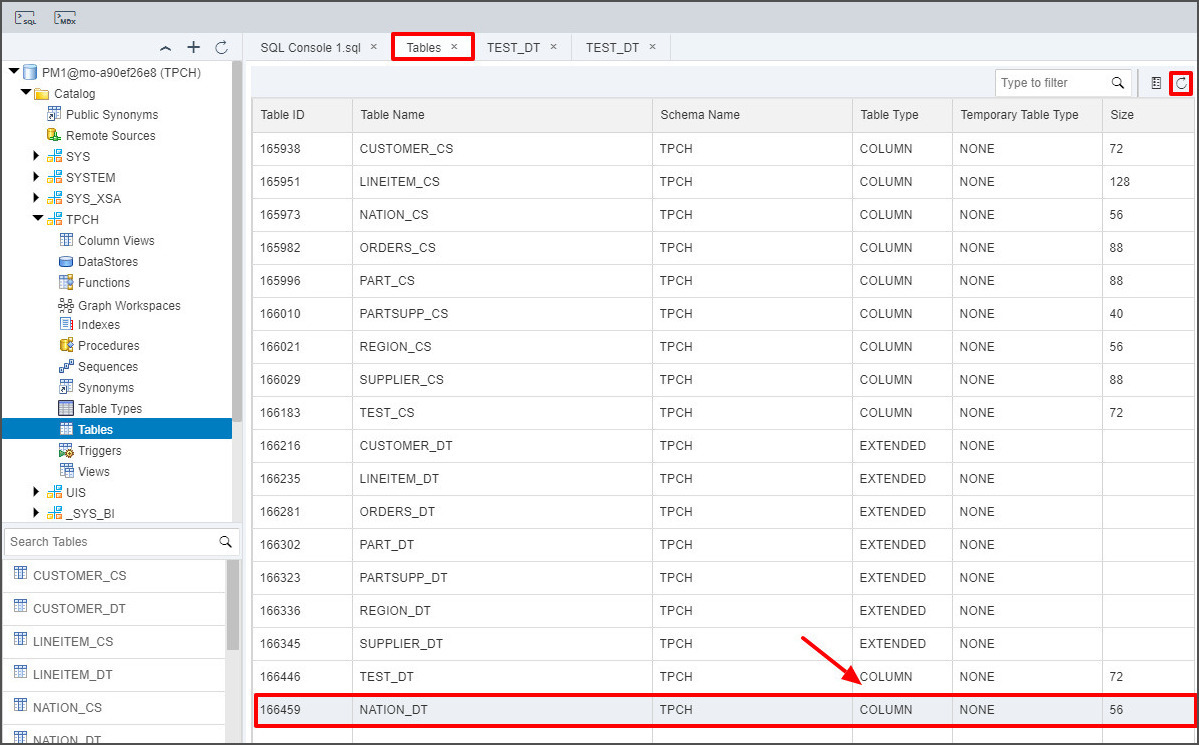 SQL MDX
SQL Console 1.sql × Tables × TEST_DT × TEST_DT ×
PM1@mo-a90ef26e8 (TPCH)
Catalog
Public Synonyms
Remote Sources
SYS
SYSTEM
SYS_XSA
TPCH
Column Views
DataStores
Functions
Graph Workspaces
Indexes
Procedures
Sequences
Synonyms
Table Types
Tables
Triggers
Views
UIS
_SYS_BI
Search Tables
CUSTOMER_CS
CUSTOMER_DT
LINEITEM_CS
LINEITEM_DT
NATION_CS
NATION_DT
Type to filter
Table ID Table Name Schema Name Table Type Temporary Table Type Size
165938 CUSTOMER_CS TPCH COLUMN NONE 72
165951 LINEITEM_CS TPCH COLUMN NONE 128
165973 NATION_CS TPCH COLUMN NONE 56
165982 ORDERS_CS TPCH COLUMN NONE 88
165996 PART_CS TPCH COLUMN NONE 88
166010 PARTSUPP_CS TPCH COLUMN NONE 40
166021 REGION_CS TPCH COLUMN NONE 56
166029 SUPPLIER_CS TPCH COLUMN NONE 88
166183 TEST_CS TPCH COLUMN NONE 72
166216 CUSTOMER_DT TPCH EXTENDED NONE
166235 LINEITEM_DT TPCH EXTENDED NONE
166281 ORDERS_DT TPCH EXTENDED NONE
166302 PART_DT TPCH EXTENDED NONE
166323 PARTSUPP_DT TPCH EXTENDED NONE
166336 REGION_DT TPCH EXTENDED NONE
166345 SUPPLIER_DT TPCH EXTENDED NONE
166446 TEST_DT TPCH COLUMN NONE 72
166459 NATION_DT TPCH COLUMN NONE 56